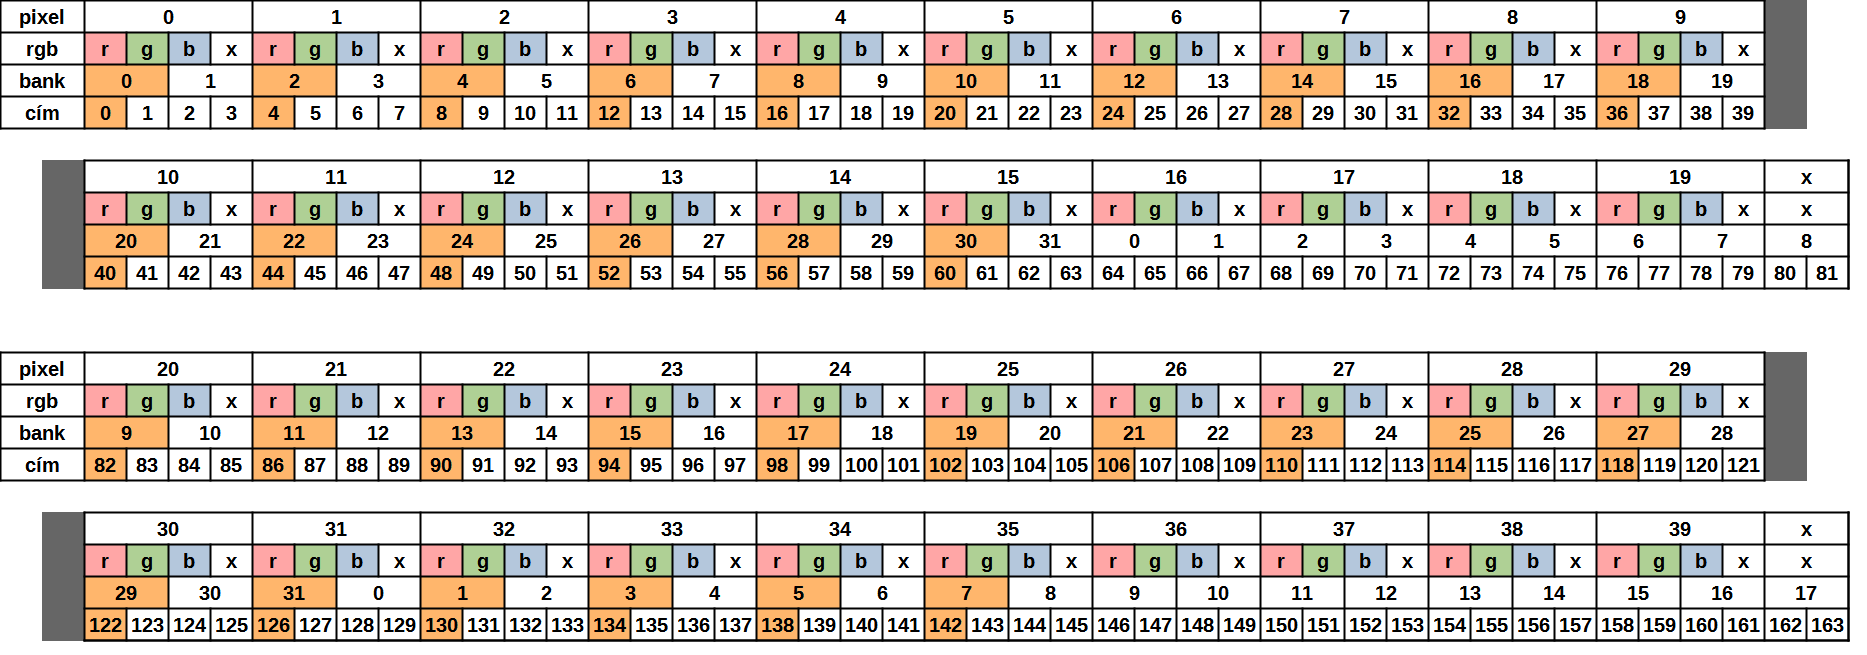 pixel 0 1 2 3 4 5 6 7 8 9
rgb r g b x r g b x r g b x r g b x r g b x r g b x r g b x r g b x r g b x r g b x
bank 0 1 2 3 4 5 6 7 8 9 10 11 12 13 14 15 16 17 18 19
cím 0 1 2 3 4 5 6 7 8 9 10 11 12 13 14 15 16 17 18 19 20 21 22 23 24 25 26 27 28 29 30 31 32 33 34 35 36 37 38 39
10 11 12 13 14 15 16 17 18 19 x
r g b x r g b x r g b x r g b x r g b x r g b x r g b x r g b x r g b x r g b x x
20 21 22 23 24 25 26 27 28 29 30 31 0 1 2 3 4 5 6 7 8
40 41 42 43 44 45 46 47 48 49 50 51 52 53 54 55 56 57 58 59 60 61 62 63 64 65 66 67 68 69 70 71 72 73 74 75 76 77 78 79 80 81
pixel 20 21 22 23 24 25 26 27 28 29
rgb r g b x r g b x r g b x r g b x r g b x r g b x r g b x r g b x r g b x r g b x
bank 9 10 11 12 13 14 15 16 17 18 19 20 21 22 23 24 25 26 27 28
cím 82 83 84 85 86 87 88 89 90 91 92 93 94 95 96 97 98 99 100 101 102 103 104 105 106 107 108 109 110 111 112 113 114 115 116 117 118 119 120 121
30 31 32 33 34 35 36 37 38 39 x
r g b x r g b x r g b x r g b x r g b x r g b x r g b x r g b x r g b x r g b x x
29 30 31 0 1 2 3 4 5 6 7 8 9 10 11 12 13 14 15 16 17
122 123 124 125 126 127 128 129 130 131 132 133 134 135 136 137 138 139 140 141 142 143 144 145 146 147 148 149 150 151 152 153 154 155 156 157 158 159 160 161 162 163